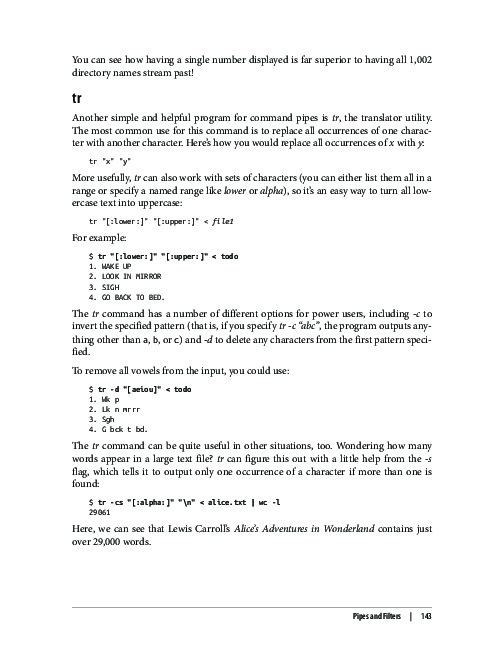 You can see how having a single number displayed is far superior to having all 1,002
directory names stream past!
tr
Another simple and helpful program for command pipes is tr, the translator utility.
The most common use for this command is to replace all occurrences of one charac-
ter with another character. Here's how you would replace all occurrences of x with y:
tr "x" "y"
More usefully, tr can also work with sets of characters (you can either list them all in a
range or specify a named range like lower or alpha), so it's an easy way to turn all low-
ercase text into uppercase:
tr "[:lower:]" "[:upper:]" < file1
For example:
$ tr "[:lower:]" "[:upper:]" < todo
1. WAKE UP
2. LOOK IN MIRROR
3. SIGH
4. GO BACK TO BED.
The tr command has a number of different options for power users, including -c to
invert the specified pattern (that is, if you specify tr -c "abc", the program outputs any-
thing other than a, b, or c) and -d to delete any characters from the first pattern speci-
fied.
To remove all vowels from the input, you could use:
$ tr -d "[aeiou]" < todo
1. Wk p
2. Lk n mrrr
3. Sgh
4. G bck t bd.
The tr command can be quite useful in other situations, too. Wondering how many
words appear in a large text file? tr can figure this out with a little help from the -s
flag, which tells it to output only one occurrence of a character if more than one is
found:
$ tr -cs "[:alpha:]" "\n" < alice.txt | wc -l
29061
Here, we can see that Lewis Carroll's Alice's Adventures in Wonderland contains just
over 29,000 words.
Pipes and Filters | 143